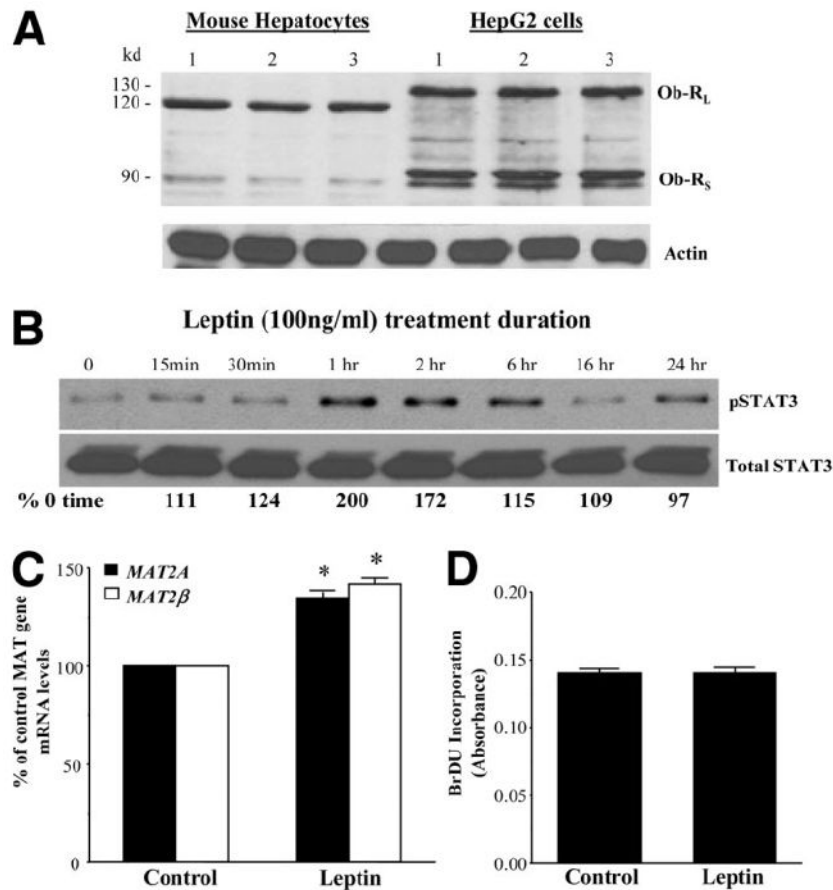 A
Mouse Hepatocytes HepG2 cells
kd 1 2 3 1 2 3
130 -
120 -
Ob-RL
90 -
Ob-RS
Actin
B
Leptin (100ng/ml) treatment duration
0 15min 30min 1 hr 2 hr 6 hr 16 hr 24 hr
pSTAT3
Total STAT3
% 0 time 111 124 200 172 115 109 97
C
% of control MAT gene
mRNA levels
150
100
50
0
MAT2A
MAT2β
* *
Control Leptin
D
BrDU Incorporation
(Absorbance)
0.20
0.15
0.10
0.05
0.00
Control Leptin